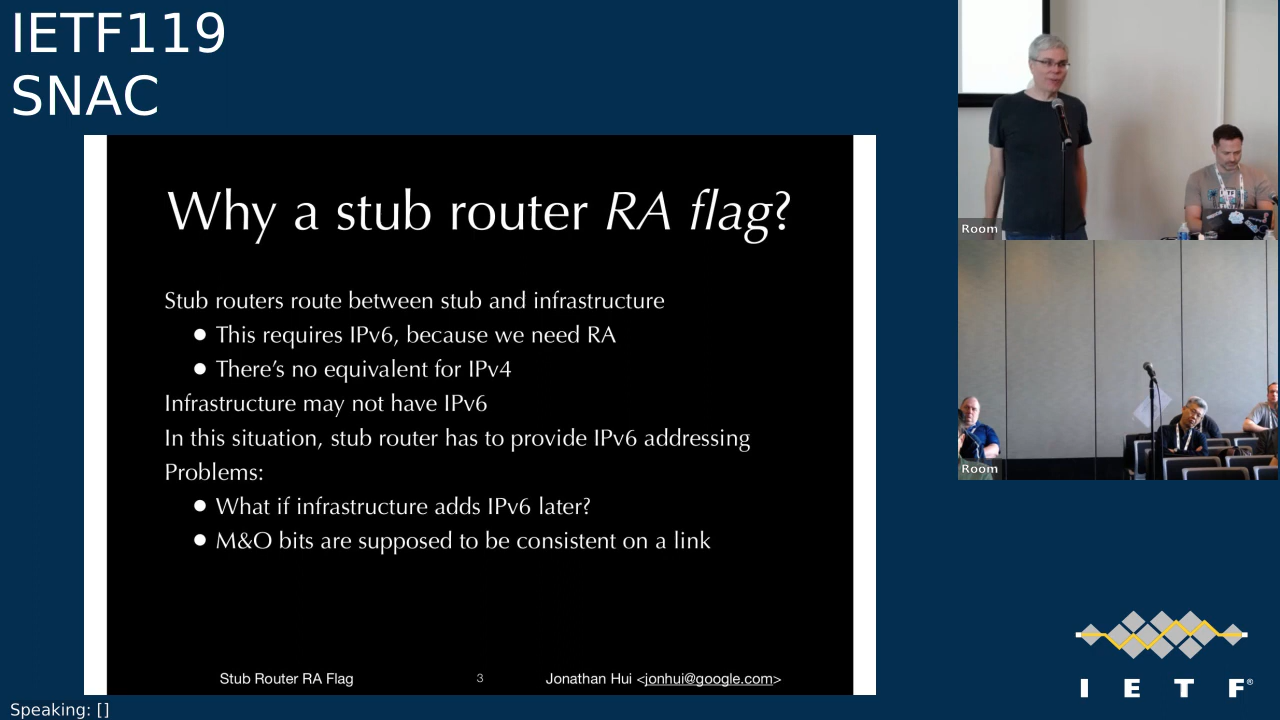 IETF119
SNAC
Why a stub router RA flag?
Stub routers route between stub and infrastructure
● This requires IPv6, because we need RA
● There’s no equivalent for IPv4
Infrastructure may not have IPv6
In this situation, stub router has to provide IPv6 addressing
Problems:
● What if infrastructure adds IPv6 later?
● M&O bits are supposed to be consistent on a link
Stub Router RA Flag
3
Jonathan Hui <jonhui@google.com>
Room
Room
I E T F®
Speaking: []